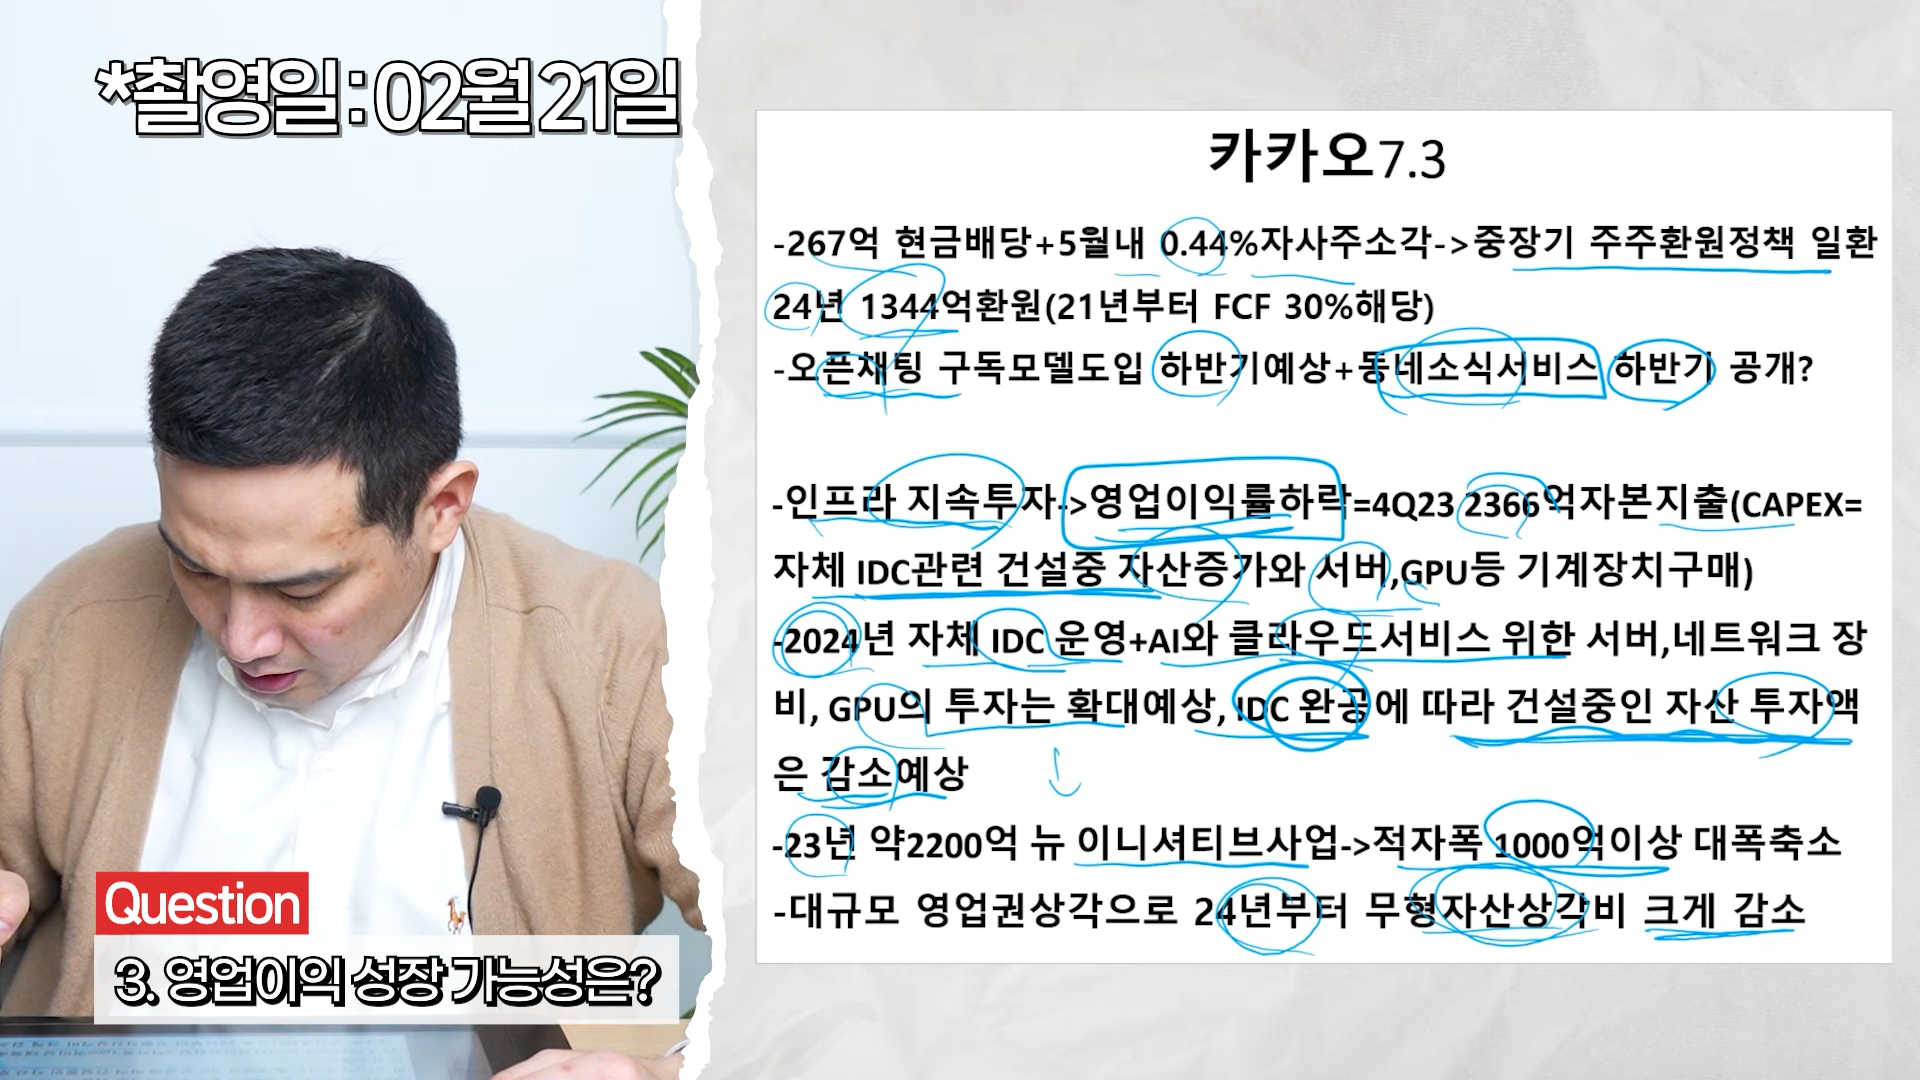 *촬영일 : 02월 21일
카카오7.3
-267억 현금배당+5월내 0.44%자사주소각->중장기 주주환원정책 일환
24년 1344억환원(21년부터 FCF 30%해당)
-오픈채팅 구독모델도입 하반기예상+동네소식서비스 하반기 공개?
-인프라 지속투자->영업이익률하락=4Q23 2366억자본지출(CAPEX=
자체 IDC관련 건설중 자산증가와 서버,GPU등 기계장치구매)
-2024년 자체 IDC 운영+AI와 클라우드서비스 위한 서버,네트워크 장
비, GPU의 투자는 확대예상, IDC 완공에 따라 건설중인 자산 투자액
은 감소예상
-23년 약2200억 뉴 이니셔티브사업->적자폭 1000억이상 대폭축소
-대규모 영업권상각으로 24년부터 무형자산상각비 크게 감소
Question
3. 영업이익 성장 가능성은?